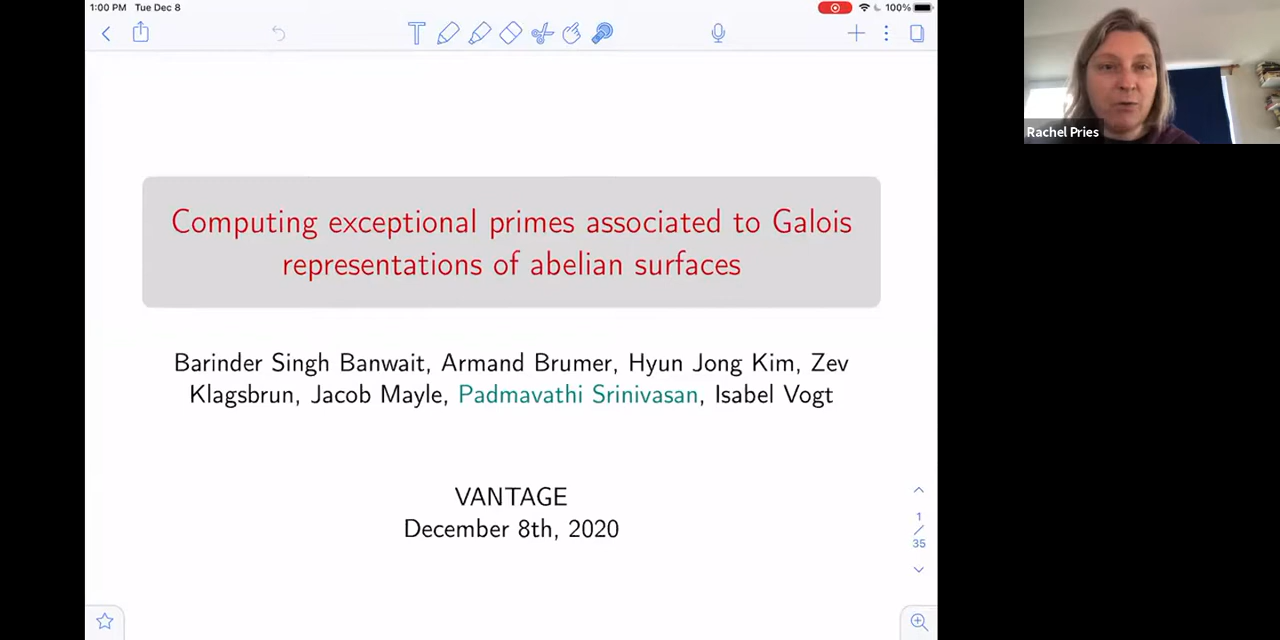 1:00 PM Tue Dec 8
100%
T
Rachel Pries
Computing exceptional primes associated to Galois
representations of abelian surfaces
Barinder Singh Banwait, Armand Brumer, Hyun Jong Kim, Zev
Klagsbrun, Jacob Mayle, Padmavathi Srinivasan, Isabel Vogt
VANTAGE
December 8th, 2020
1
/
35